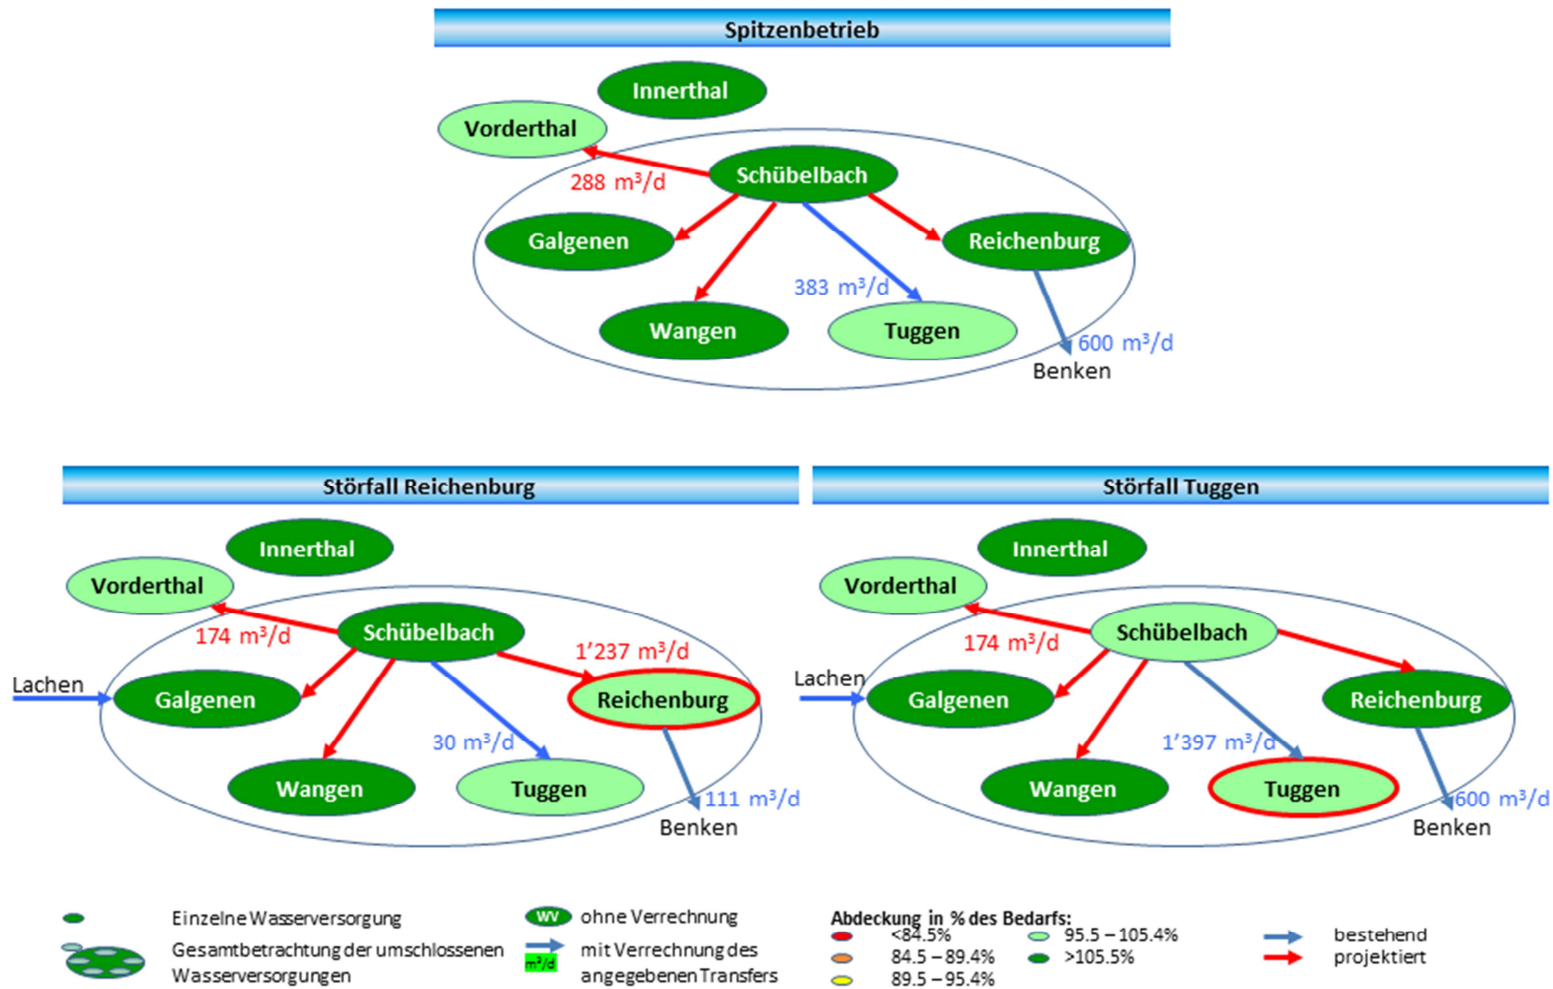 Spitzenbetrieb
Innerthal
Vorderthal
Schübelbach
288 m³/d
Galgenen
Reichenburg
383 m³/d
Wangen
Tuggen
600 m³/d
Benken
Störfall Reichenburg
Innerthal
Vorderthal
Schübelbach
174 m³/d
1’237 m³/d
Lachen
Galgenen
Reichenburg
30 m³/d
Wangen
Tuggen
111 m³/d
Benken
Störfall Tuggen
Innerthal
Vorderthal
Schübelbach
174 m³/d
Lachen
Galgenen
Reichenburg
1’397 m³/d
Wangen
Tuggen
600 m³/d
Benken
Einzelne Wasserversorgung
Gesamtbetrachtung der umschlossenen
Wasserversorgungen
WV ohne Verrechnung
mit Verrechnung des
m³/d angegebenen Transfers
Abdeckung in % des Bedarfs:
<84.5%
84.5 – 89.4%
89.5 – 95.4%
95.5 – 105.4%
>105.5%
bestehend
projektiert